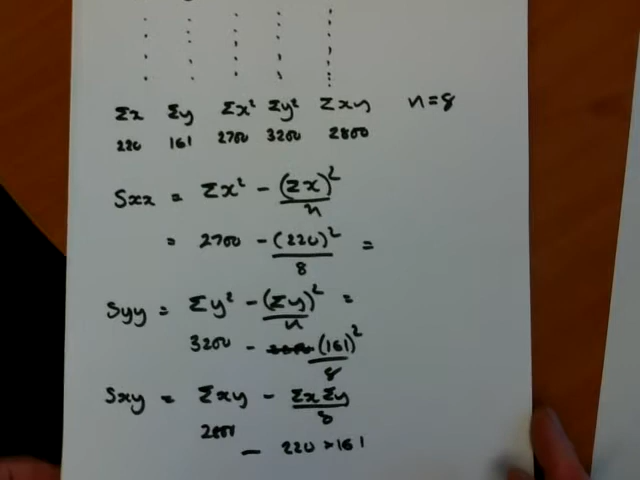 Σx Σy Σx² Σy² Σxy n=8
220 161 2700 3200 2800
Sxx = Σx² - (Σx)²/n
= 2700 - (220)²/8 =
Syy = Σy² - (Σy)²/n =
3200 - (161)²/8
Sxy = Σxy - ΣxΣy/8
2800
- 220×161